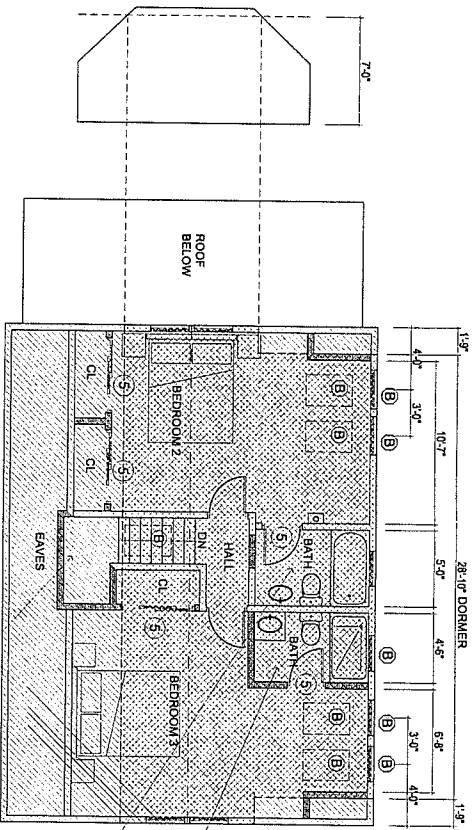 7'-0"
ROOF
BELOW
1'-9"
4'-0"
3'-0"
10'-7"
28'-10" DORMER
5'-0"
4'-6"
6'-8"
3'-0"
4'-0"
1'-9"
B
B
B
B
B
B
B
B
B
BEDROOM 2
CL
CL
5
5
5
BATH
BATH
5
HALL
DN
B
CL
5
BEDROOM 3
EAVES